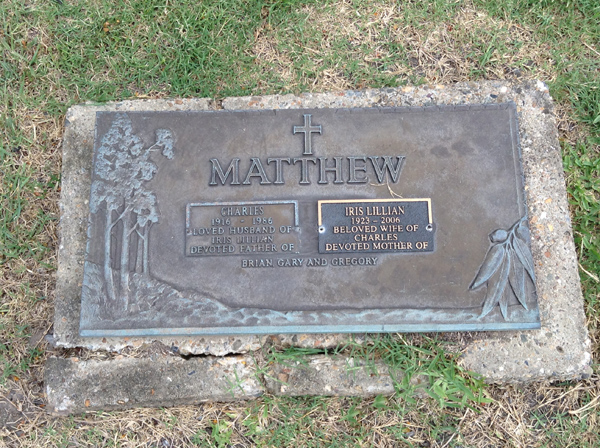 MATTHEW
CHARLES
1916 - 1986
BELOVED HUSBAND OF
IRIS LILLIAN
DEVOTED FATHER OF
IRIS LILLIAN
1923 - 2006
BELOVED WIFE OF
CHARLES
DEVOTED MOTHER OF
BRIAN GARY AND GREGORY